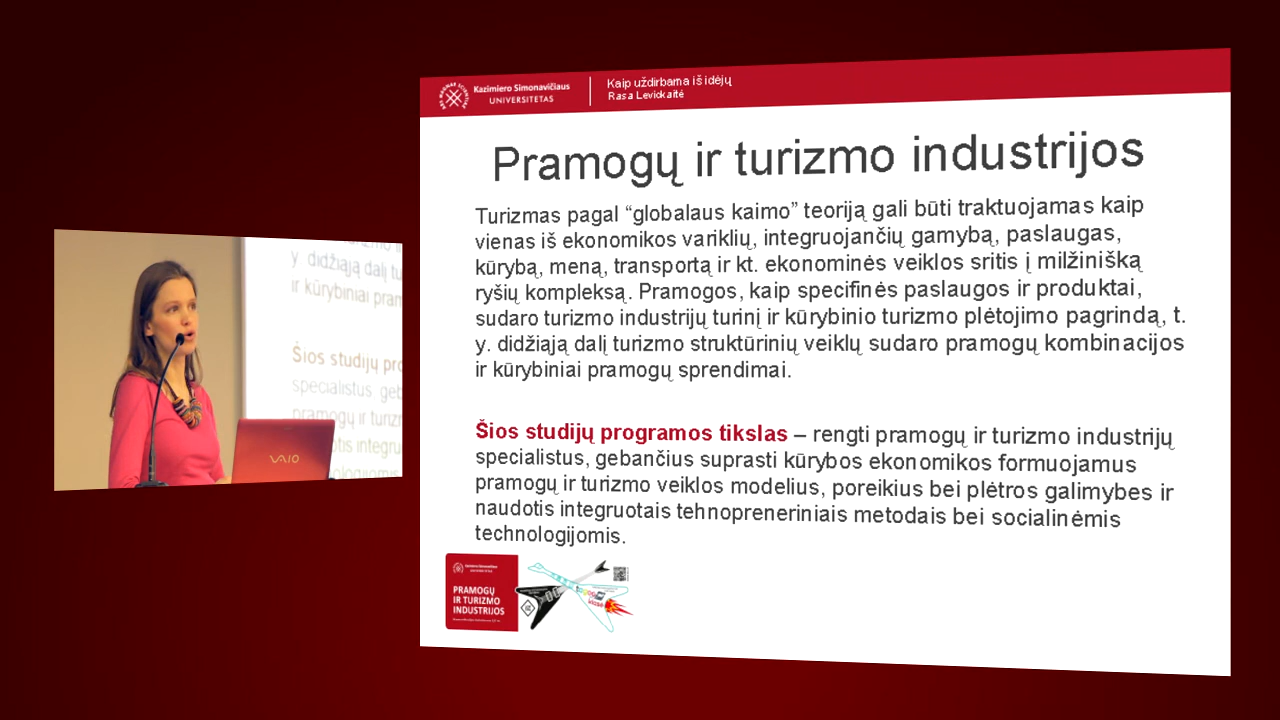 Kazimiero Simonavičiaus
UNIVERSITETAS
Kaip uždirbama iš idėjų
Rasa Levickaitė
Pramogų ir turizmo industrijos
Turizmas pagal “globalaus kaimo” teoriją gali būti traktuojamas kaip
vienas iš ekonomikos variklių, integruojančių gamybą, paslaugas,
kūrybą, meną, transportą ir kt. ekonominės veiklos sritis į milžinišką
ryšių kompleksą. Pramogos, kaip specifinės paslaugos ir produktai,
sudaro turizmo industrijų turinį ir kūrybinio turizmo plėtojimo pagrindą, t.
y. didžiąją dalį turizmo struktūrinių veiklų sudaro pramogų kombinacijos
ir kūrybiniai pramogų sprendimai.
Šios studijų programos tikslas – rengti pramogų ir turizmo industrijų
specialistus, gebančius suprasti kūrybos ekonomikos formuojamus
pramogų ir turizmo veiklos modelius, poreikius bei plėtros galimybes ir
naudotis integruotais tehnopreneriniais metodais bei socialinėmis
technologijomis.
PRAMOGŲ
IR TURIZMO
INDUSTRIJOS
y didžiąją dalį tu
ir kūrybiniai pram
Šios studijų pro
specialistus geb
pramogų ir turiz
otis integru
VAIO